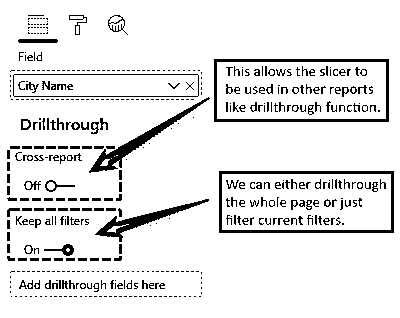 Field
City Name
This allows the slicer to
be used in other reports
like drillthrough function.
Drillthrough
Cross-report
Off
We can either drillthrough
the whole page or just
filter current filters.
Keep all filters
On
Add drillthrough fields here